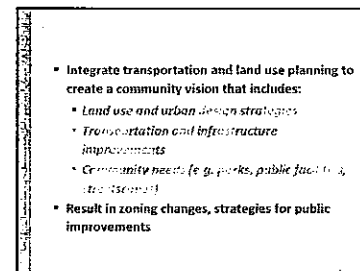 ▪ Integrate transportation and land use planning to
create a community vision that includes:
▪ Land use and urban design strategies
▪ Transportation and infrastructure
improvements
▪ Community needs (e.g. parks, public facilities,
▪ Result in zoning changes, strategies for public
improvements